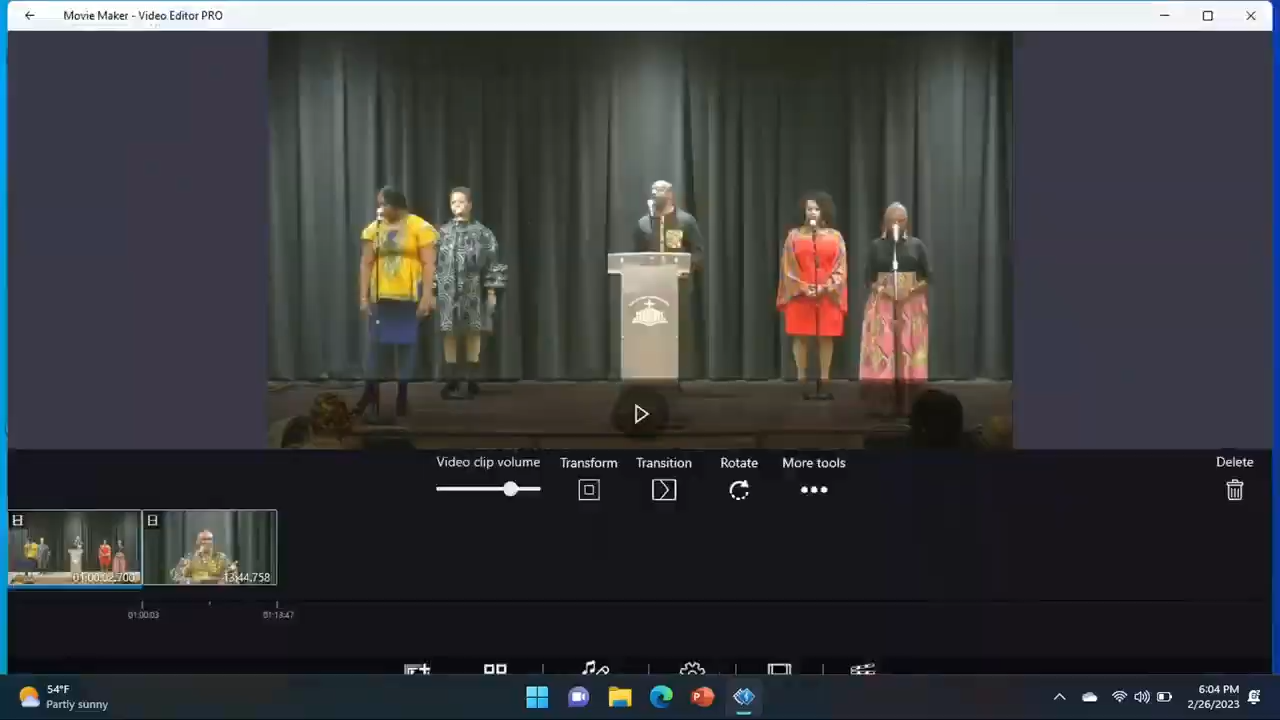 Movie Maker - Video Editor PRO
Video clip volume
Transform
Transition
Rotate
More tools
Delete
01:00:02.700
13:44.758
01:00:03
01:13:47
54°F
Partly sunny
6:04 PM
2/26/2023